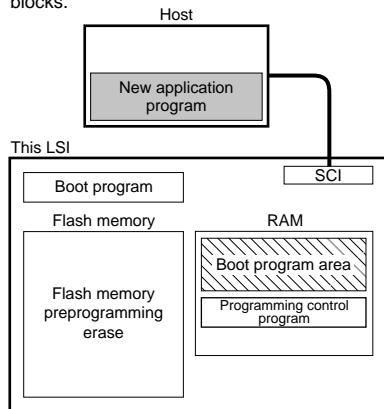 blocks.
Host
New application
program
This LSI
SCI
Boot program
Flash memory
RAM
Flash memory
preprogramming
erase
Boot program area
Programming control
program